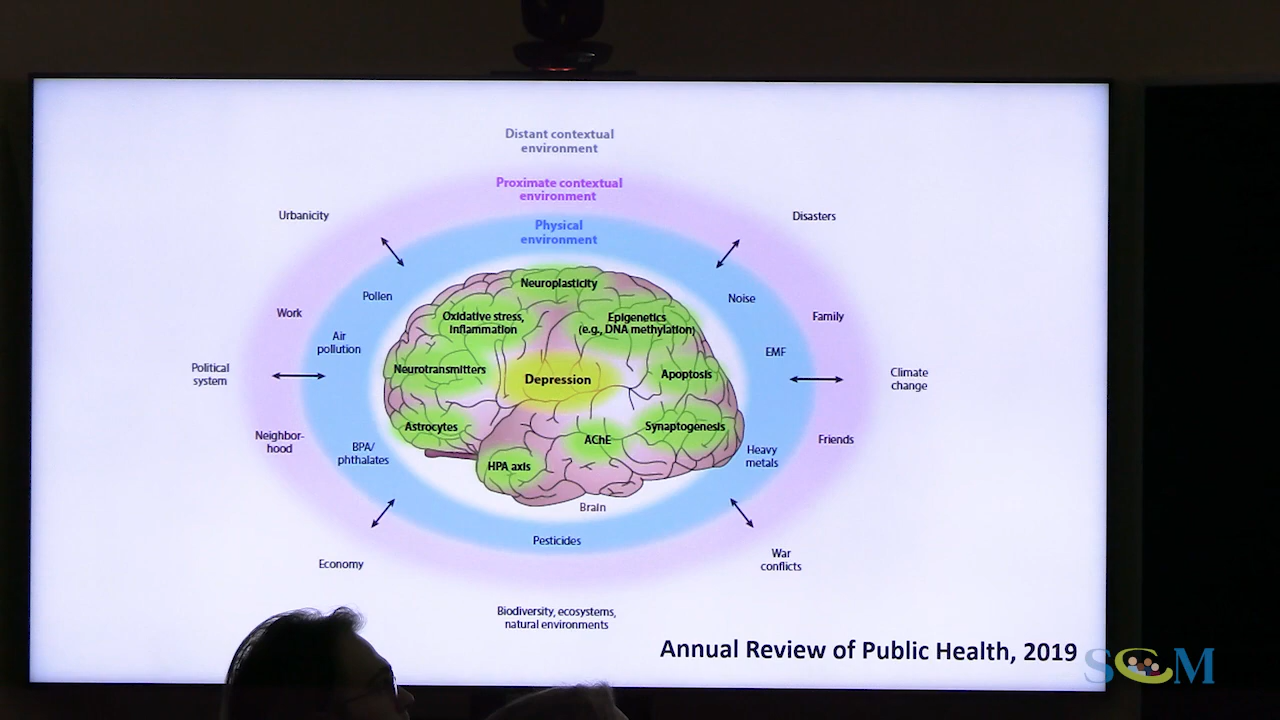 Distant contextual
environment
Proximate contextual
environment
Physical
environment
Urbanicity
Disasters
Pollen
Noise
Work
Family
Air
pollution
EMF
Political
system
Climate
change
Neighbor-
hood
Friends
BPA/
phthalates
Heavy
metals
Neuroplasticity
Oxidative stress,
inflammation
Epigenetics
(e.g., DNA methylation)
Neurotransmitters
Depression
Apoptosis
Astrocytes
AChE
Synaptogenesis
HPA axis
Brain
Pesticides
Economy
War
conflicts
Biodiversity, ecosystems,
natural environments
Annual Review of Public Health, 2019
SCM